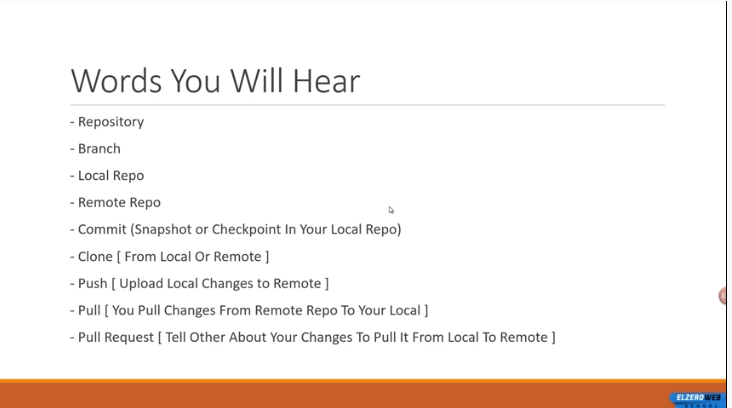 Words You Will Hear
- Repository
- Branch
- Local Repo
- Remote Repo
- Commit (Snapshot or Checkpoint In Your Local Repo)
- Clone [ From Local Or Remote ]
- Push [ Upload Local Changes to Remote ]
- Pull [ You Pull Changes From Remote Repo To Your Local ]
- Pull Request [ Tell Other About Your Changes To Pull It From Local To Remote ]
ELZEROWEB
SCHOOL